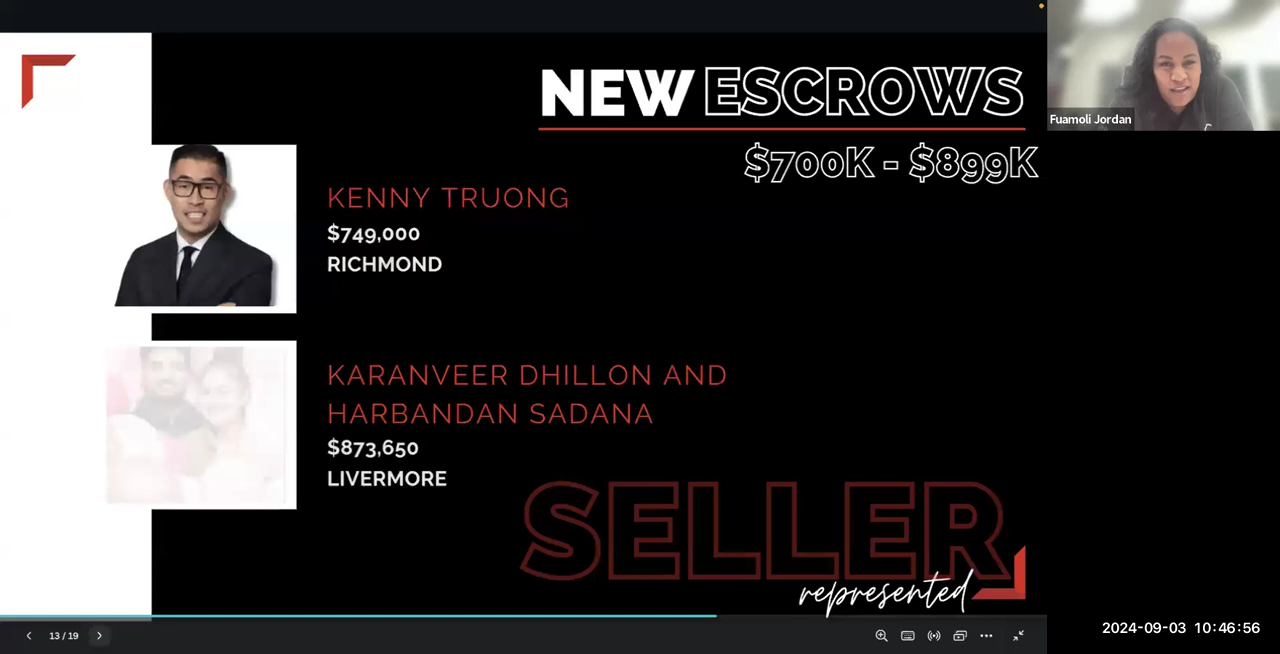 NEW ESCROWS
$700K - $899K
KENNY TRUONG
$749,000
RICHMOND
KARANVEER DHILLON AND
HARBANDAN SADANA
$873,650
LIVERMORE
SELLER
represented
Fuamoli Jordan
13 / 19
2024-09-03 10:46:56